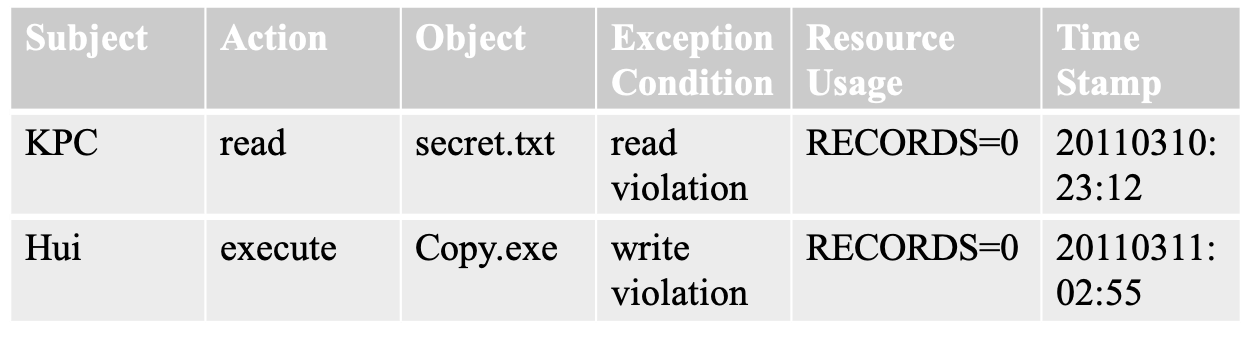 Subject Action Object Exception Condition Resource Usage Time Stamp
KPC read secret.txt read violation RECORDS=0 20110310: 23:12
Hui execute Copy.exe write violation RECORDS=0 20110311: 02:55